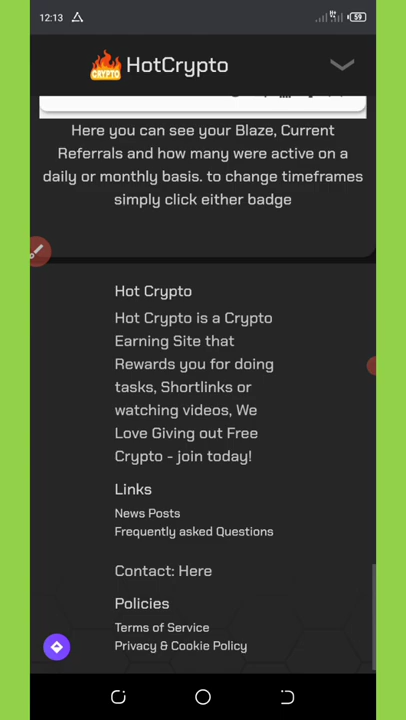 12:13
59
CRYPTO
HotCrypto
Here you can see your Blaze, Current
Referrals and how many were active on a
daily or monthly basis. to change timeframes
simply click either badge
Hot Crypto
Hot Crypto is a Crypto
Earning Site that
Rewards you for doing
tasks, Shortlinks or
watching videos, We
Love Giving out Free
Crypto - join today!
Links
News Posts
Frequently asked Questions
Contact: Here
Policies
Terms of Service
Privacy & Cookie Policy